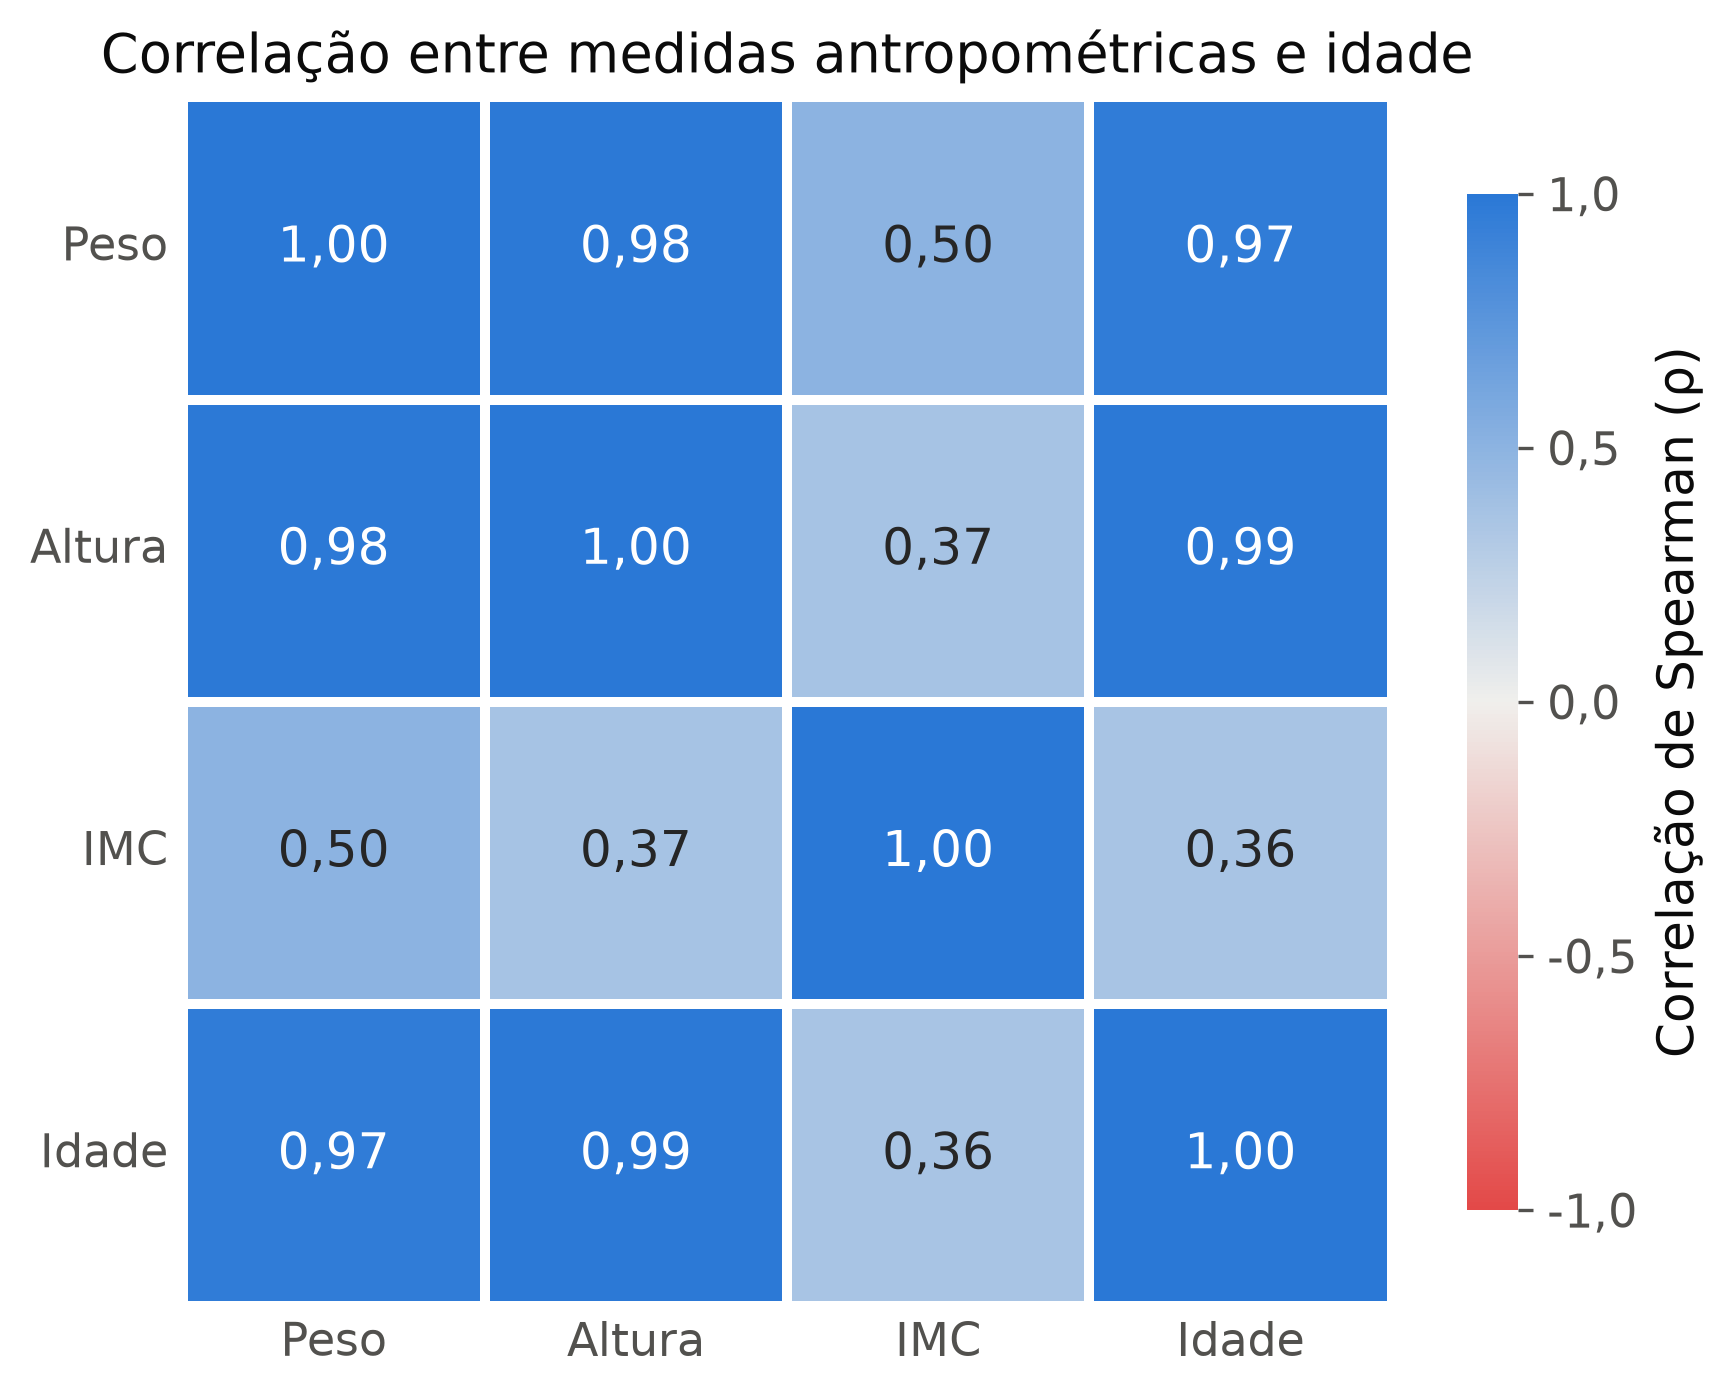 Correlação entre medidas antropométricas e idade
Peso
1,00
0,98
0,50
0,97
Altura
0,98
1,00
0,37
0,99
IMC
0,50
0,37
1,00
0,36
Idade
0,97
0,99
0,36
1,00
Peso
Altura
IMC
Idade
1,0
0,5
0,0
-0,5
-1,0
Correlação de Spearman (ρ)